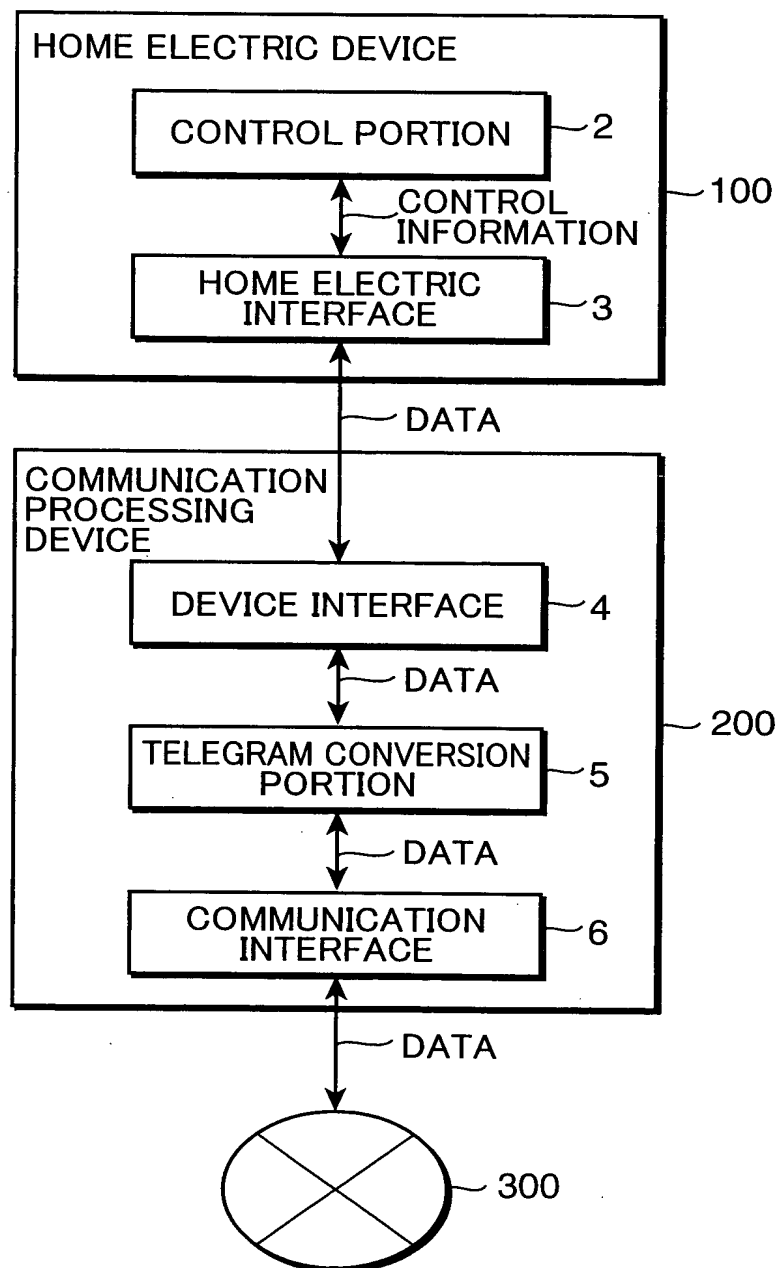 HOME ELECTRIC DEVICE
CONTROL PORTION
2
100
CONTROL
INFORMATION
HOME ELECTRIC
INTERFACE
3
DATA
COMMUNICATION
PROCESSING
DEVICE
DEVICE INTERFACE
4
DATA
200
TELEGRAM CONVERSION
PORTION
5
DATA
COMMUNICATION
INTERFACE
6
DATA
300